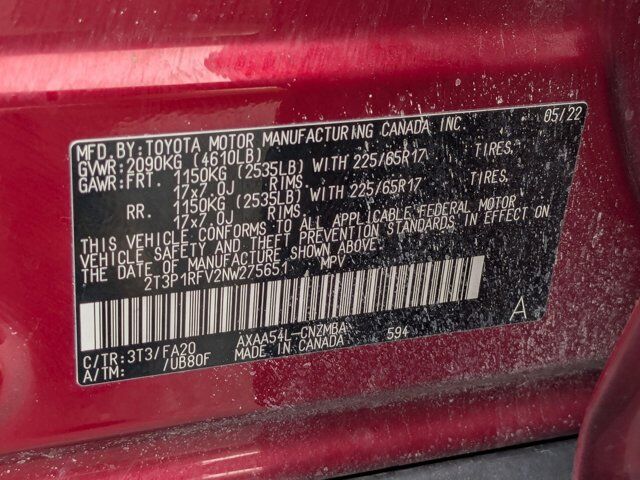 MFD. BY: TOYOTA MOTOR MANUFACTURING CANADA INC. 05/22
GVWR: 2090KG (4610LB)
GAWR: FRT. 1150KG (2535LB) WITH 225/65R17 TIRES,
17x7.0J RIMS,
RR. 1150KG (2535LB) WITH 225/65R17 TIRES,
17x7.0J RIMS,
THIS VEHICLE CONFORMS TO ALL APPLICABLE FEDERAL MOTOR
VEHICLE SAFETY AND THEFT PREVENTION STANDARDS IN EFFECT ON
THE DATE OF MANUFACTURE SHOWN ABOVE.
2T3P1RFV2NW275651 MPV
A
C/TR: 3T3/FA20 AXAA54L-CNZMBA 594
A/TM: /UB80F MADE IN CANADA